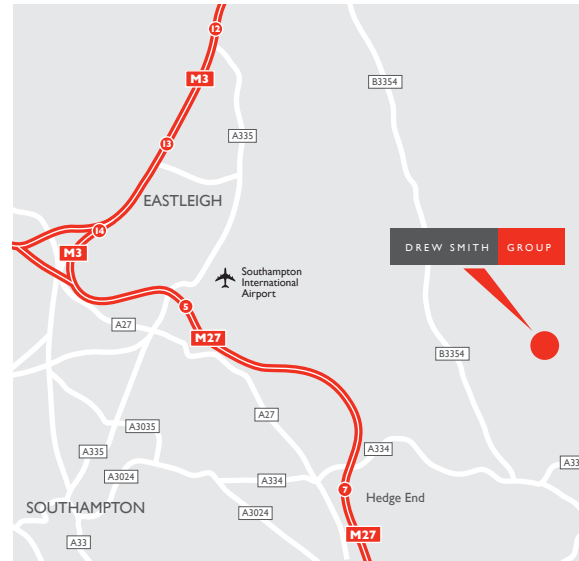 12
M3
B3354
A335
13
EASTLEIGH
14
DREW SMITH GROUP
M3
Southampton
International
Airport
5
A27
M27
B3354
A27
A3035
A334
A335
A33
A3024
A334
7
Hedge End
SOUTHAMPTON
A3024
M27
A33